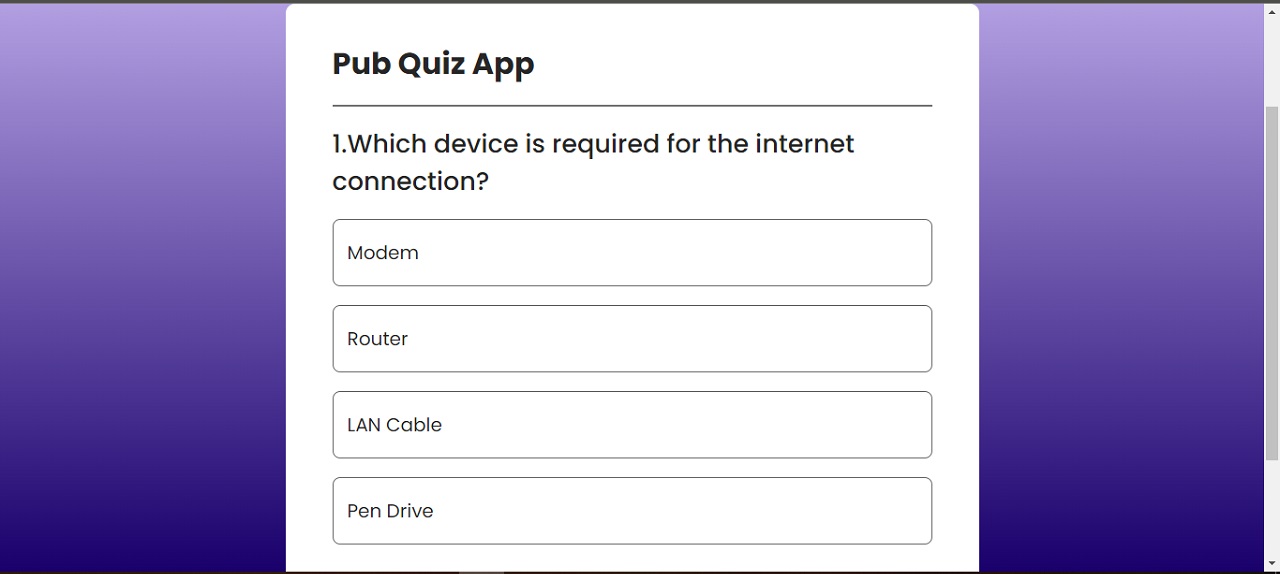 Pub Quiz App
1.Which device is required for the internet
connection?
Modem
Router
LAN Cable
Pen Drive